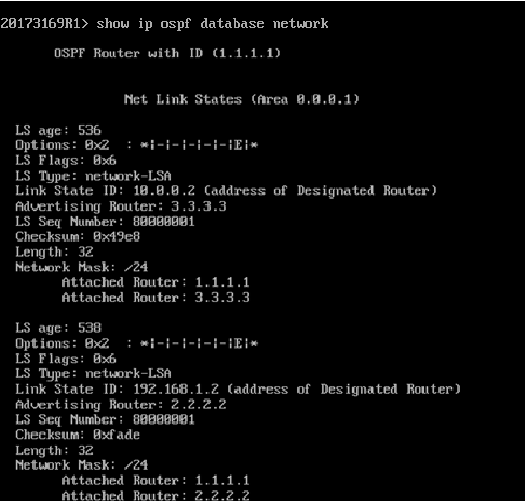 20173169R1> show ip ospf database network
OSPF Router with ID (1.1.1.1)
Net Link States (Area 0.0.0.1)
LS age: 536
Options: 0x2  : *|-|-|-|-|-|E|*
LS Flags: 0x6
LS Type: network-LSA
Link State ID: 10.0.0.2 (address of Designated Router)
Advertising Router: 3.3.3.3
LS Seq Number: 80000001
Checksum: 0x49e8
Length: 32
Network Mask: /24
Attached Router: 1.1.1.1
Attached Router: 3.3.3.3
LS age: 538
Options: 0x2  : *|-|-|-|-|-|E|*
LS Flags: 0x6
LS Type: network-LSA
Link State ID: 192.168.1.2 (address of Designated Router)
Advertising Router: 2.2.2.2
LS Seq Number: 80000001
Checksum: 0xfade
Length: 32
Network Mask: /24
Attached Router: 1.1.1.1
Attached Router: 2.2.2.2